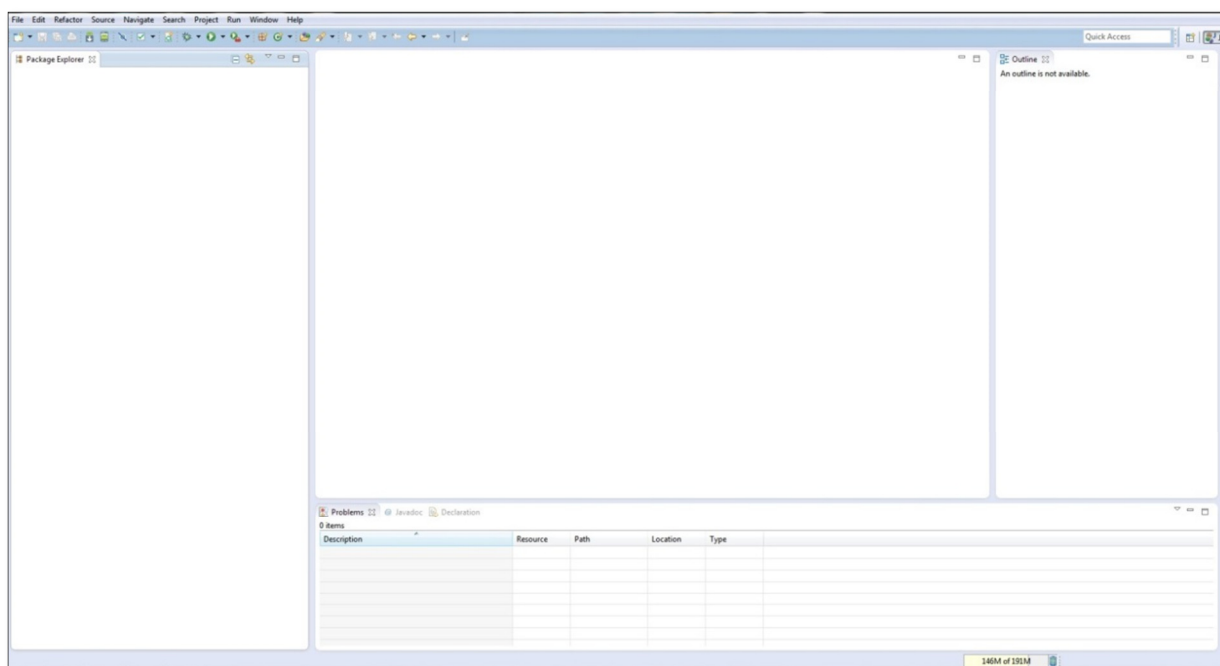 File Edit Refactor Source Navigate Search Project Run Window Help
Quick Access
Package Explorer
Outline
An outline is not available.
Problems Javadoc Declaration
0 items
Description Resource Path Location Type
146M of 191M